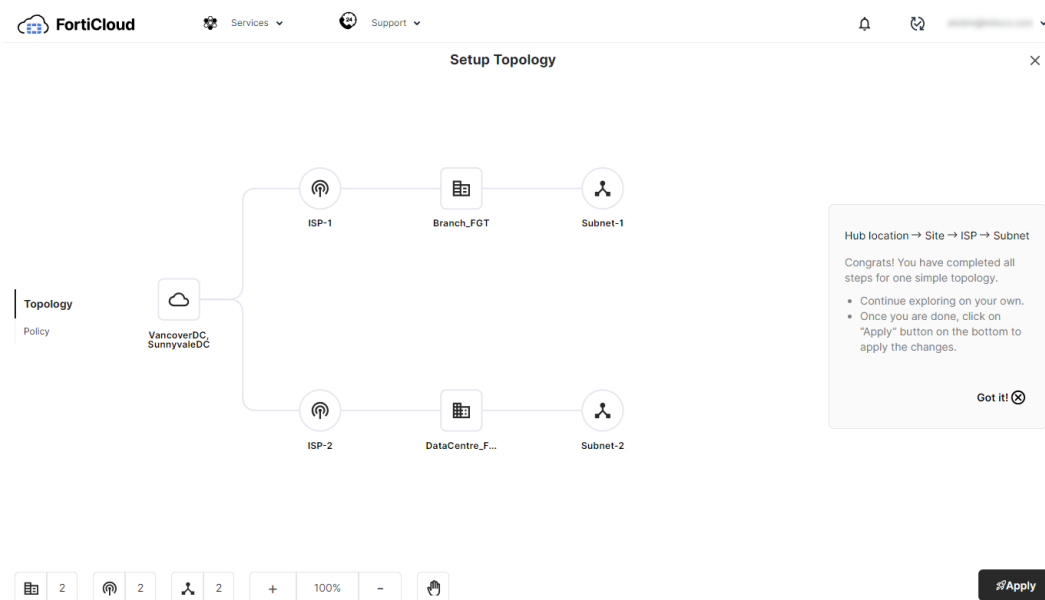 FortiCloud
Services
24
Support
Setup Topology
ISP-1
Branch_FGT
Subnet-1
Hub location → Site → ISP → Subnet
Congrats! You have completed all
steps for one simple topology.
• Continue exploring on your own.
• Once you are done, click on
“Apply” button on the bottom to
apply the changes.
Got it!
Topology
Policy
VancoverDC,
SunnyvaleDC
ISP-2
DataCentre_F...
Subnet-2
2
2
2
+
100%
-
Apply